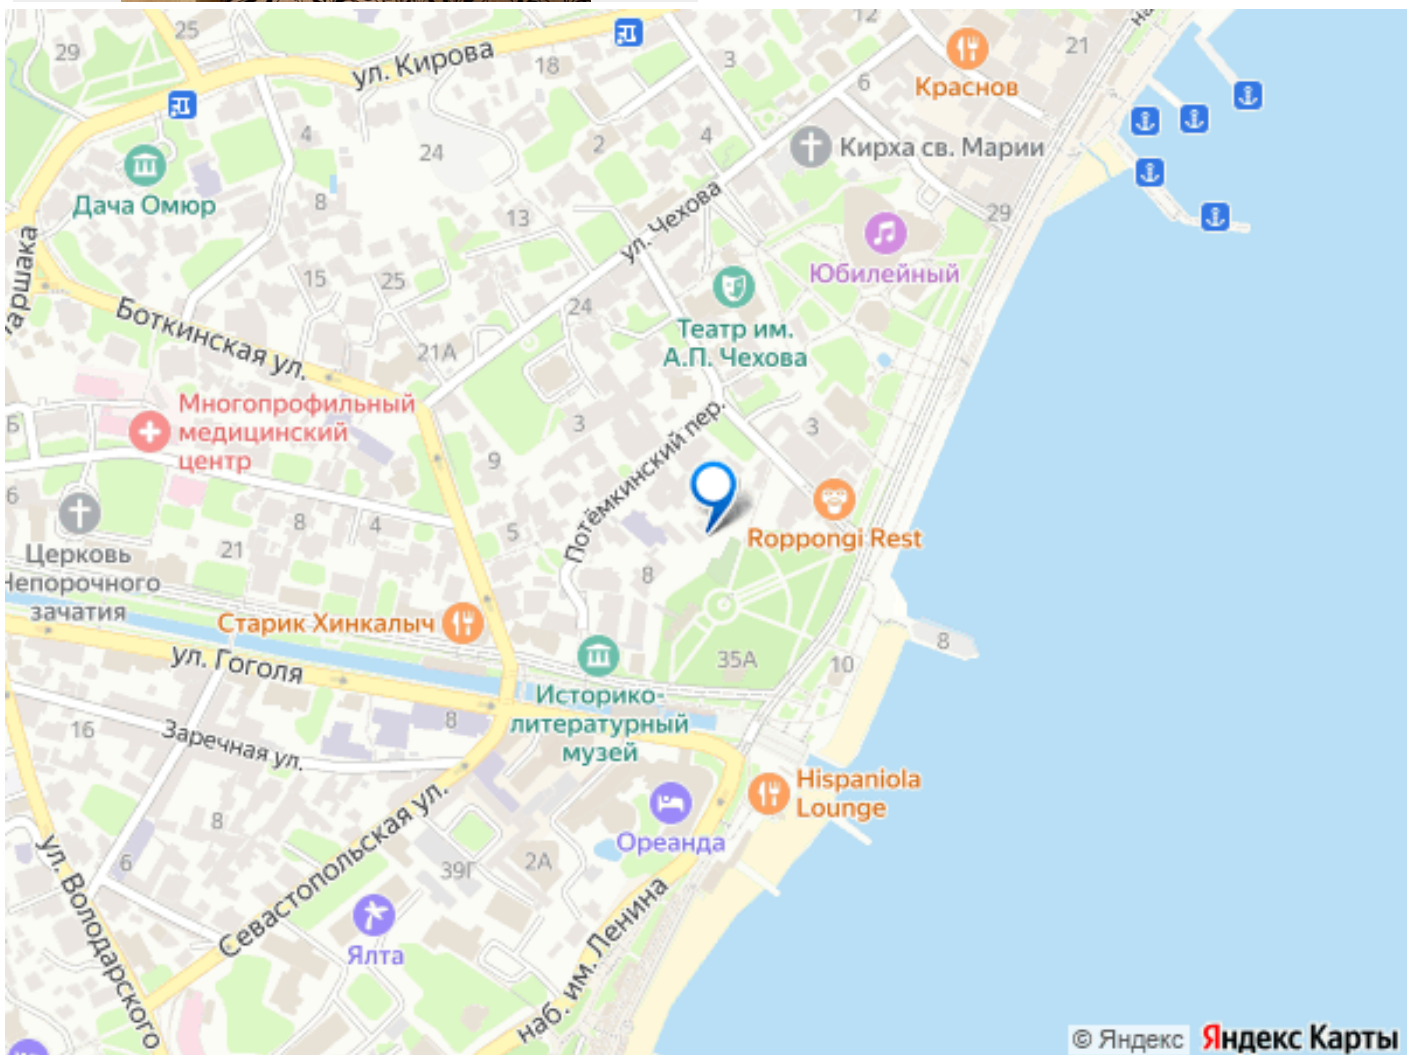 25
29
ул. Кирова
18
3
12
21
Краснов
6
4
24
2
4
Кирха св. Марии
Дача Омюр
8
13
ул. Чехова
29
Юбилейный
15
25
24
Театр им.
А.П. Чехова
Боткинская ул.
21А
Многопрофильный
медицинский
центр
3
9
Потёмкинский пер.
3
6
8
4
5
21
Roppongi Rest
Церковь
Непорочного
зачатия
8
Старик Хинкалыч
ул. Гоголя
35А
10
8
Историко-
литературный
музей
16
Заречная ул.
8
Hispaniola
Lounge
8
6
Севастопольская ул.
39Г
2А
Ореанда
ул. Володарского
Ялта
наб. им. Ленина
© Яндекс Яндекс Карты